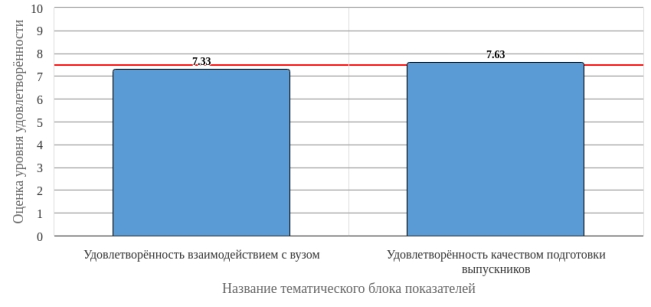 Оценка уровня удовлетворённости
10
9
8
7
6
5
4
3
2
1
0
7.33
7.63
Удовлетворённость взаимодействием с вузом
Удовлетворённость качеством подготовки
выпускников
Название тематического блока показателей